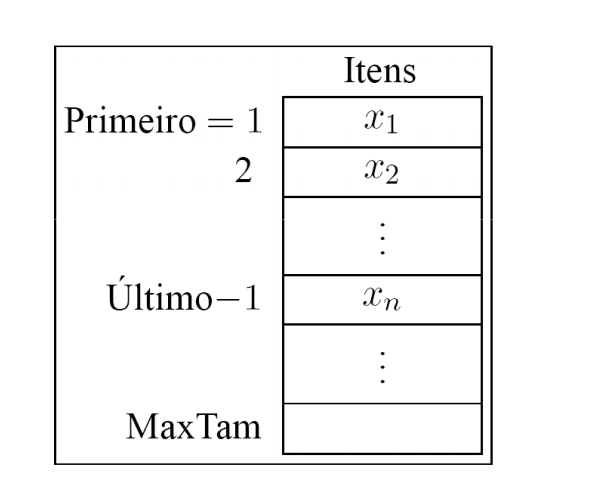 Itens
Primeiro = 1 x₁
2 x₂
⋮
Último−1 xₙ
⋮
MaxTam